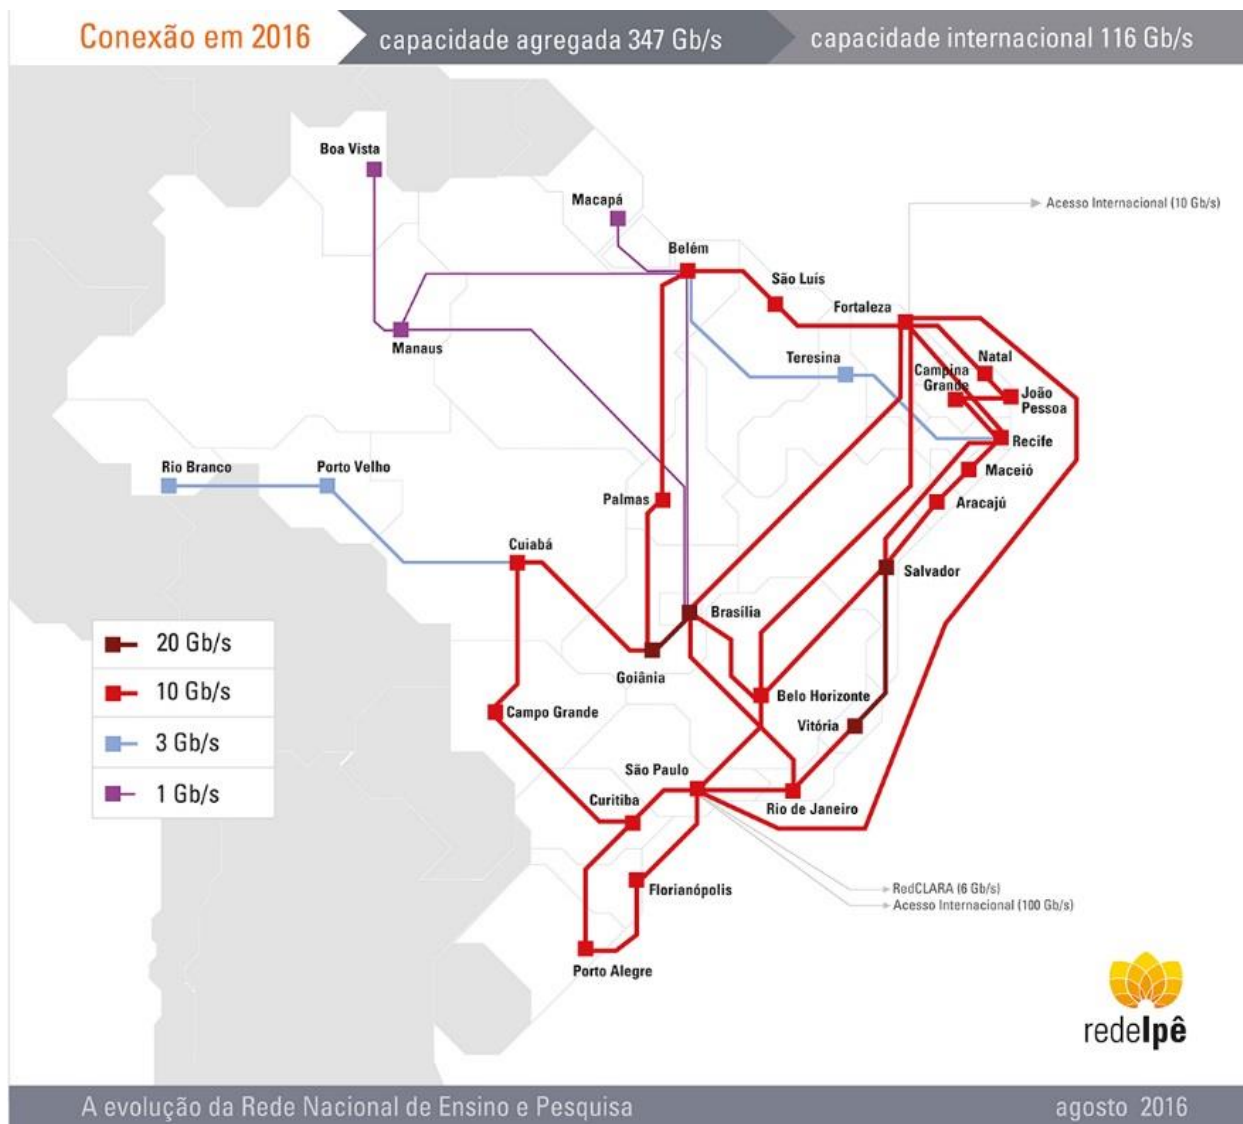 Conexão em 2016
capacidade agregada 347 Gb/s
capacidade internacional 116 Gb/s
Boa Vista
Macapá
Acesso Internacional (10 Gb/s)
Belém
São Luís
Fortaleza
Manaus
Teresina
Natal
Campina
Grande
João
Pessoa
Recife
Rio Branco
Porto Velho
Maceió
Palmas
Aracajú
Cuiabá
Salvador
Brasília
20 Gb/s
Goiânia
10 Gb/s
Belo Horizonte
Campo Grande
Vitória
3 Gb/s
São Paulo
1 Gb/s
Curitiba
Rio de Janeiro
Florianópolis
RedCLARA (6 Gb/s)
Acesso Internacional (100 Gb/s)
Porto Alegre
redeIpê
A evolução da Rede Nacional de Ensino e Pesquisa
agosto 2016